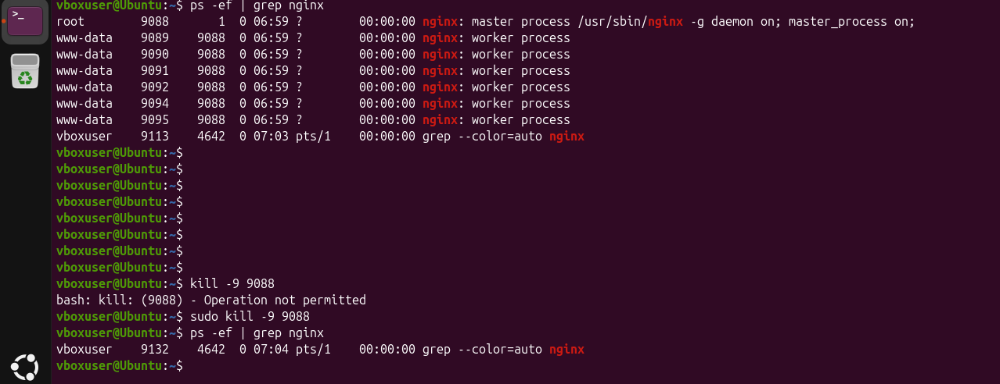 vboxuser@Ubuntu:~$ ps -ef | grep nginx
root        9088       1  0 06:59 ?        00:00:00 nginx: master process /usr/sbin/nginx -g daemon on; master_process on;
www-data    9089    9088  0 06:59 ?        00:00:00 nginx: worker process
www-data    9090    9088  0 06:59 ?        00:00:00 nginx: worker process
www-data    9091    9088  0 06:59 ?        00:00:00 nginx: worker process
www-data    9092    9088  0 06:59 ?        00:00:00 nginx: worker process
www-data    9094    9088  0 06:59 ?        00:00:00 nginx: worker process
www-data    9095    9088  0 06:59 ?        00:00:00 nginx: worker process
vboxuser    9113    4642  0 07:03 pts/1    00:00:00 grep --color=auto nginx
vboxuser@Ubuntu:~$
vboxuser@Ubuntu:~$
vboxuser@Ubuntu:~$
vboxuser@Ubuntu:~$
vboxuser@Ubuntu:~$
vboxuser@Ubuntu:~$
vboxuser@Ubuntu:~$
vboxuser@Ubuntu:~$
vboxuser@Ubuntu:~$ kill -9 9088
bash: kill: (9088) - Operation not permitted
vboxuser@Ubuntu:~$ sudo kill -9 9088
vboxuser@Ubuntu:~$ ps -ef | grep nginx
vboxuser    9132    4642  0 07:04 pts/1    00:00:00 grep --color=auto nginx
vboxuser@Ubuntu:~$